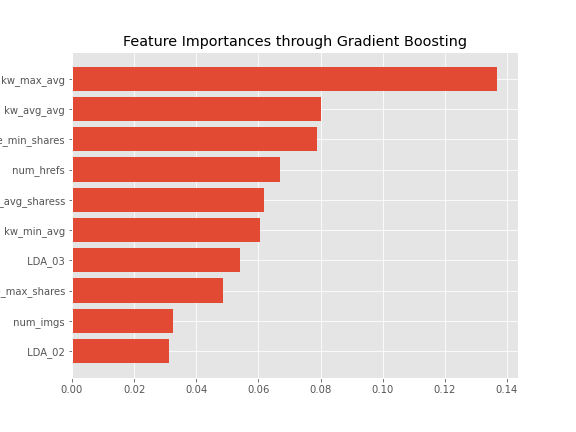 Feature Importances through Gradient Boosting
kw_max_avg
kw_avg_avg
e_min_shares
num_hrefs
_avg_sharess
kw_min_avg
LDA_03
_max_shares
num_imgs
LDA_02
0.00 0.02 0.04 0.06 0.08 0.10 0.12 0.14